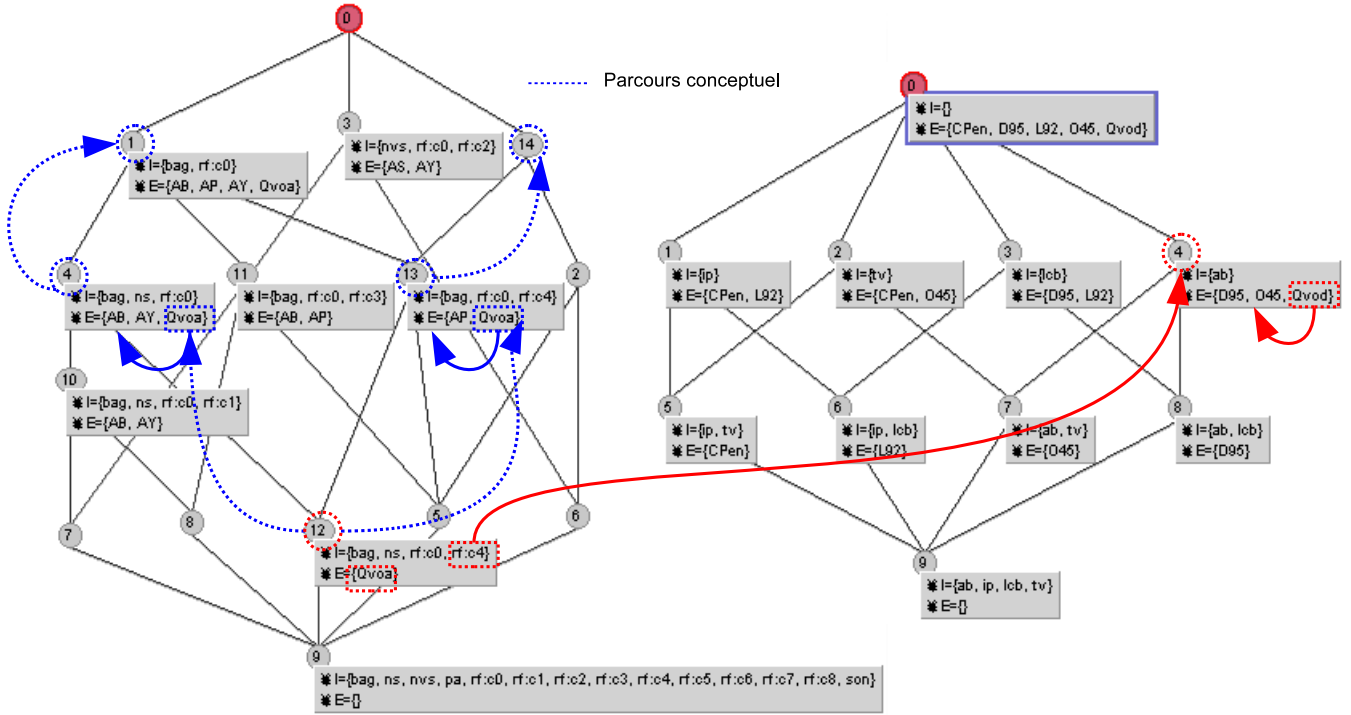 0
Parcours conceptuel
0
I={}
E={CPen, D95, L92, O45, Qvod}
1
3
14
I={bag, rf:c0}
E={AB, AP, AY, Qvoa}
I={nvs, rf:c0, rf:c2}
E={AS, AY}
1
2
3
4
I={ip}
E={CPen, L92}
I={tv}
E={CPen, O45}
I={lcb}
E={D95, L92}
I={ab}
E={D95, O45, Qvod}
4
11
13
2
I={bag, ns, rf:c0}
E={AB, AY, Qvoa}
I={bag, rf:c0, rf:c3}
E={AB, AP}
I={bag, rf:c0, rf:c4}
E={AP, Qvoa}
10
I={bag, ns, rf:c0, rf:c1}
E={AB, AY}
5
6
7
8
I={ip, tv}
E={CPen}
I={ip, lcb}
E={L92}
I={ab, tv}
E={O45}
I={ab, lcb}
E={D95}
7
8
12
5
6
I={bag, ns, rf:c0, rf:c4}
E={Qvoa}
9
I={ab, ip, lcb, tv}
E={}
9
I={bag, ns, nvs, pa, rf:c0, rf:c1, rf:c2, rf:c3, rf:c4, rf:c5, rf:c6, rf:c7, rf:c8, son}
E={}